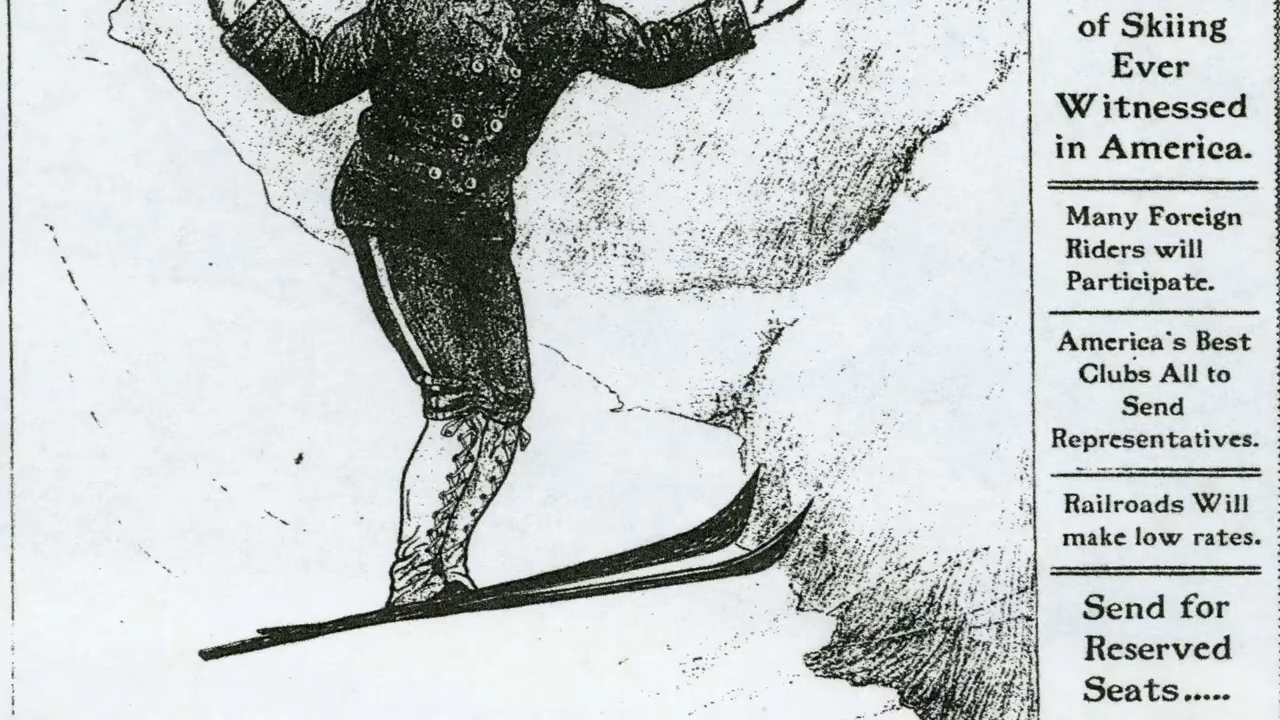 of Skiing
Ever
Witnessed
in America.
Many Foreign
Riders will
Participate.
America's Best
Clubs All to
Send
Representatives.
Railroads Will
make low rates.
Send for
Reserved
Seats.....